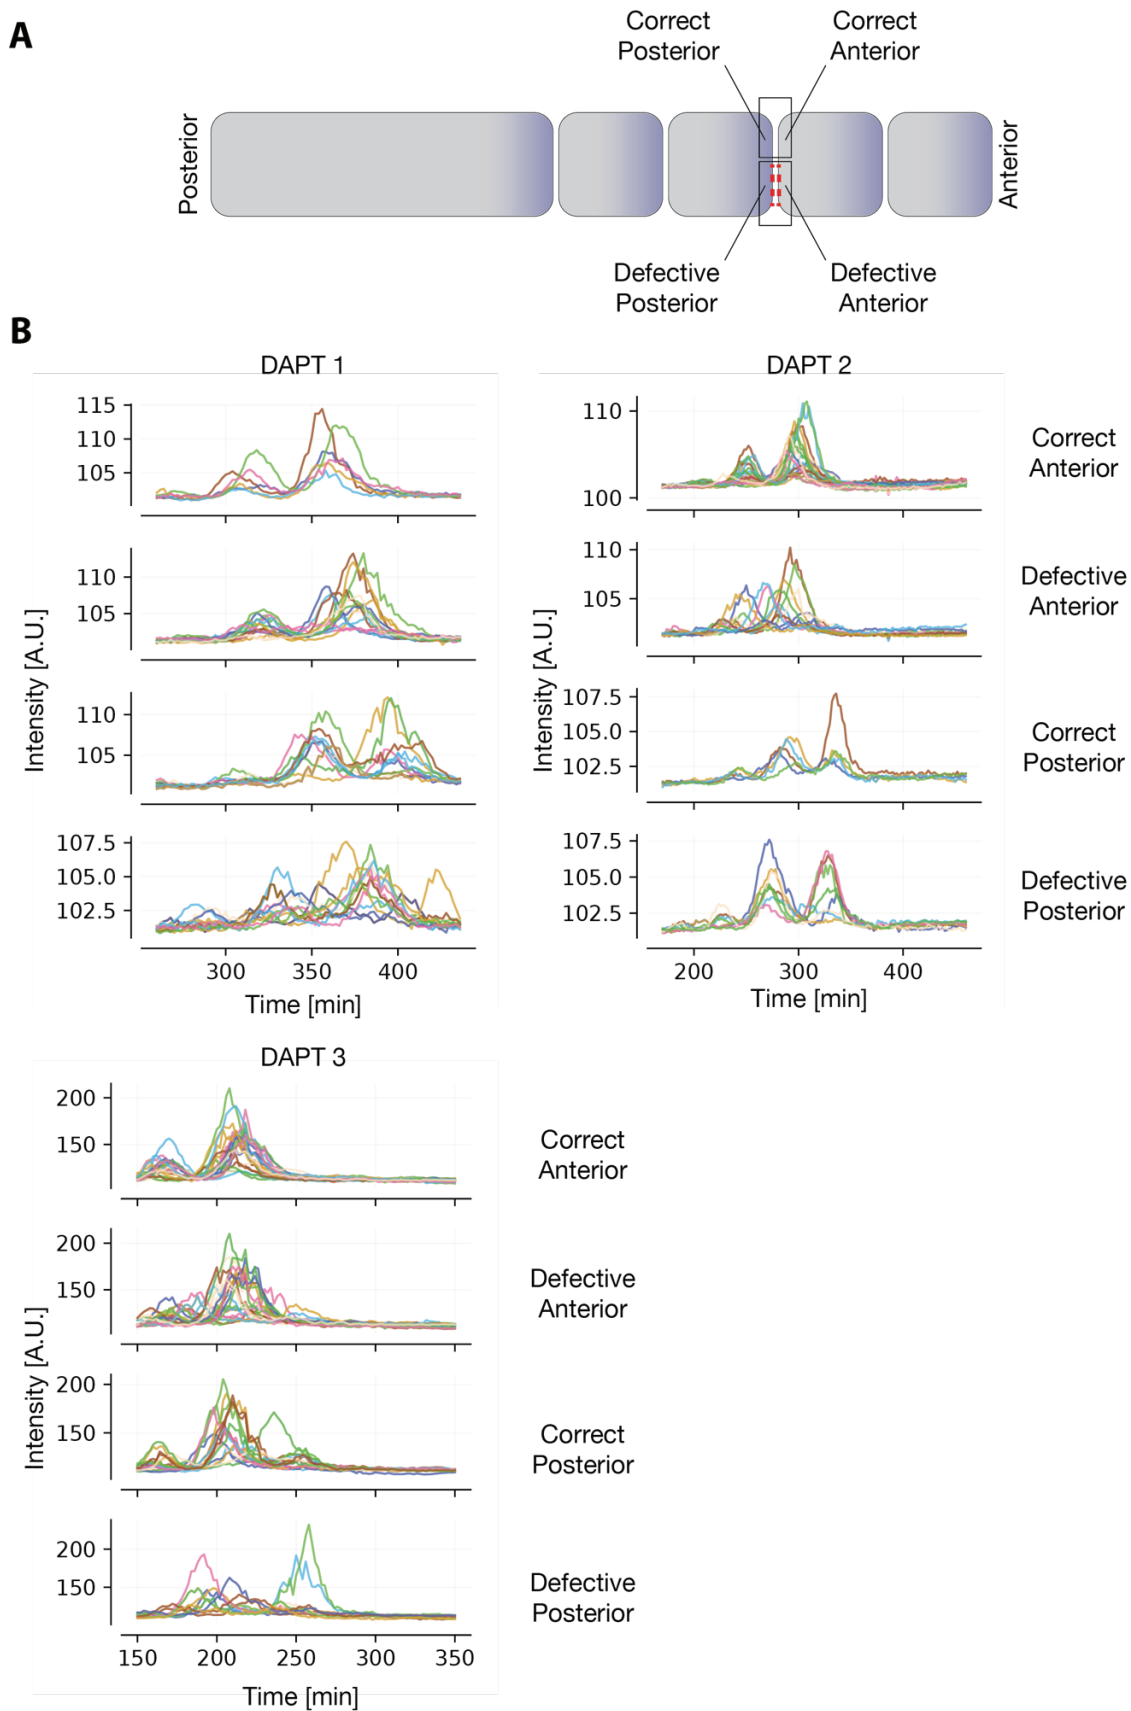 A
Correct
Posterior
Correct
Anterior
Posterior
Anterior
Defective
Posterior
Defective
Anterior
B
DAPT 1
Intensity [A.U.]
115
110
105
110
105
110
105
107.5
105.0
102.5
300
350
400
Time [min]
DAPT 2
Intensity [A.U.]
110
100
Correct
Anterior
110
105
Defective
Anterior
107.5
105.0
102.5
Correct
Posterior
107.5
105.0
102.5
Defective
Posterior
200
300
400
Time [min]
DAPT 3
Intensity [A.U.]
200
150
Correct
Anterior
200
150
Defective
Anterior
200
150
Correct
Posterior
200
150
Defective
Posterior
150
200
250
300
350
Time [min]